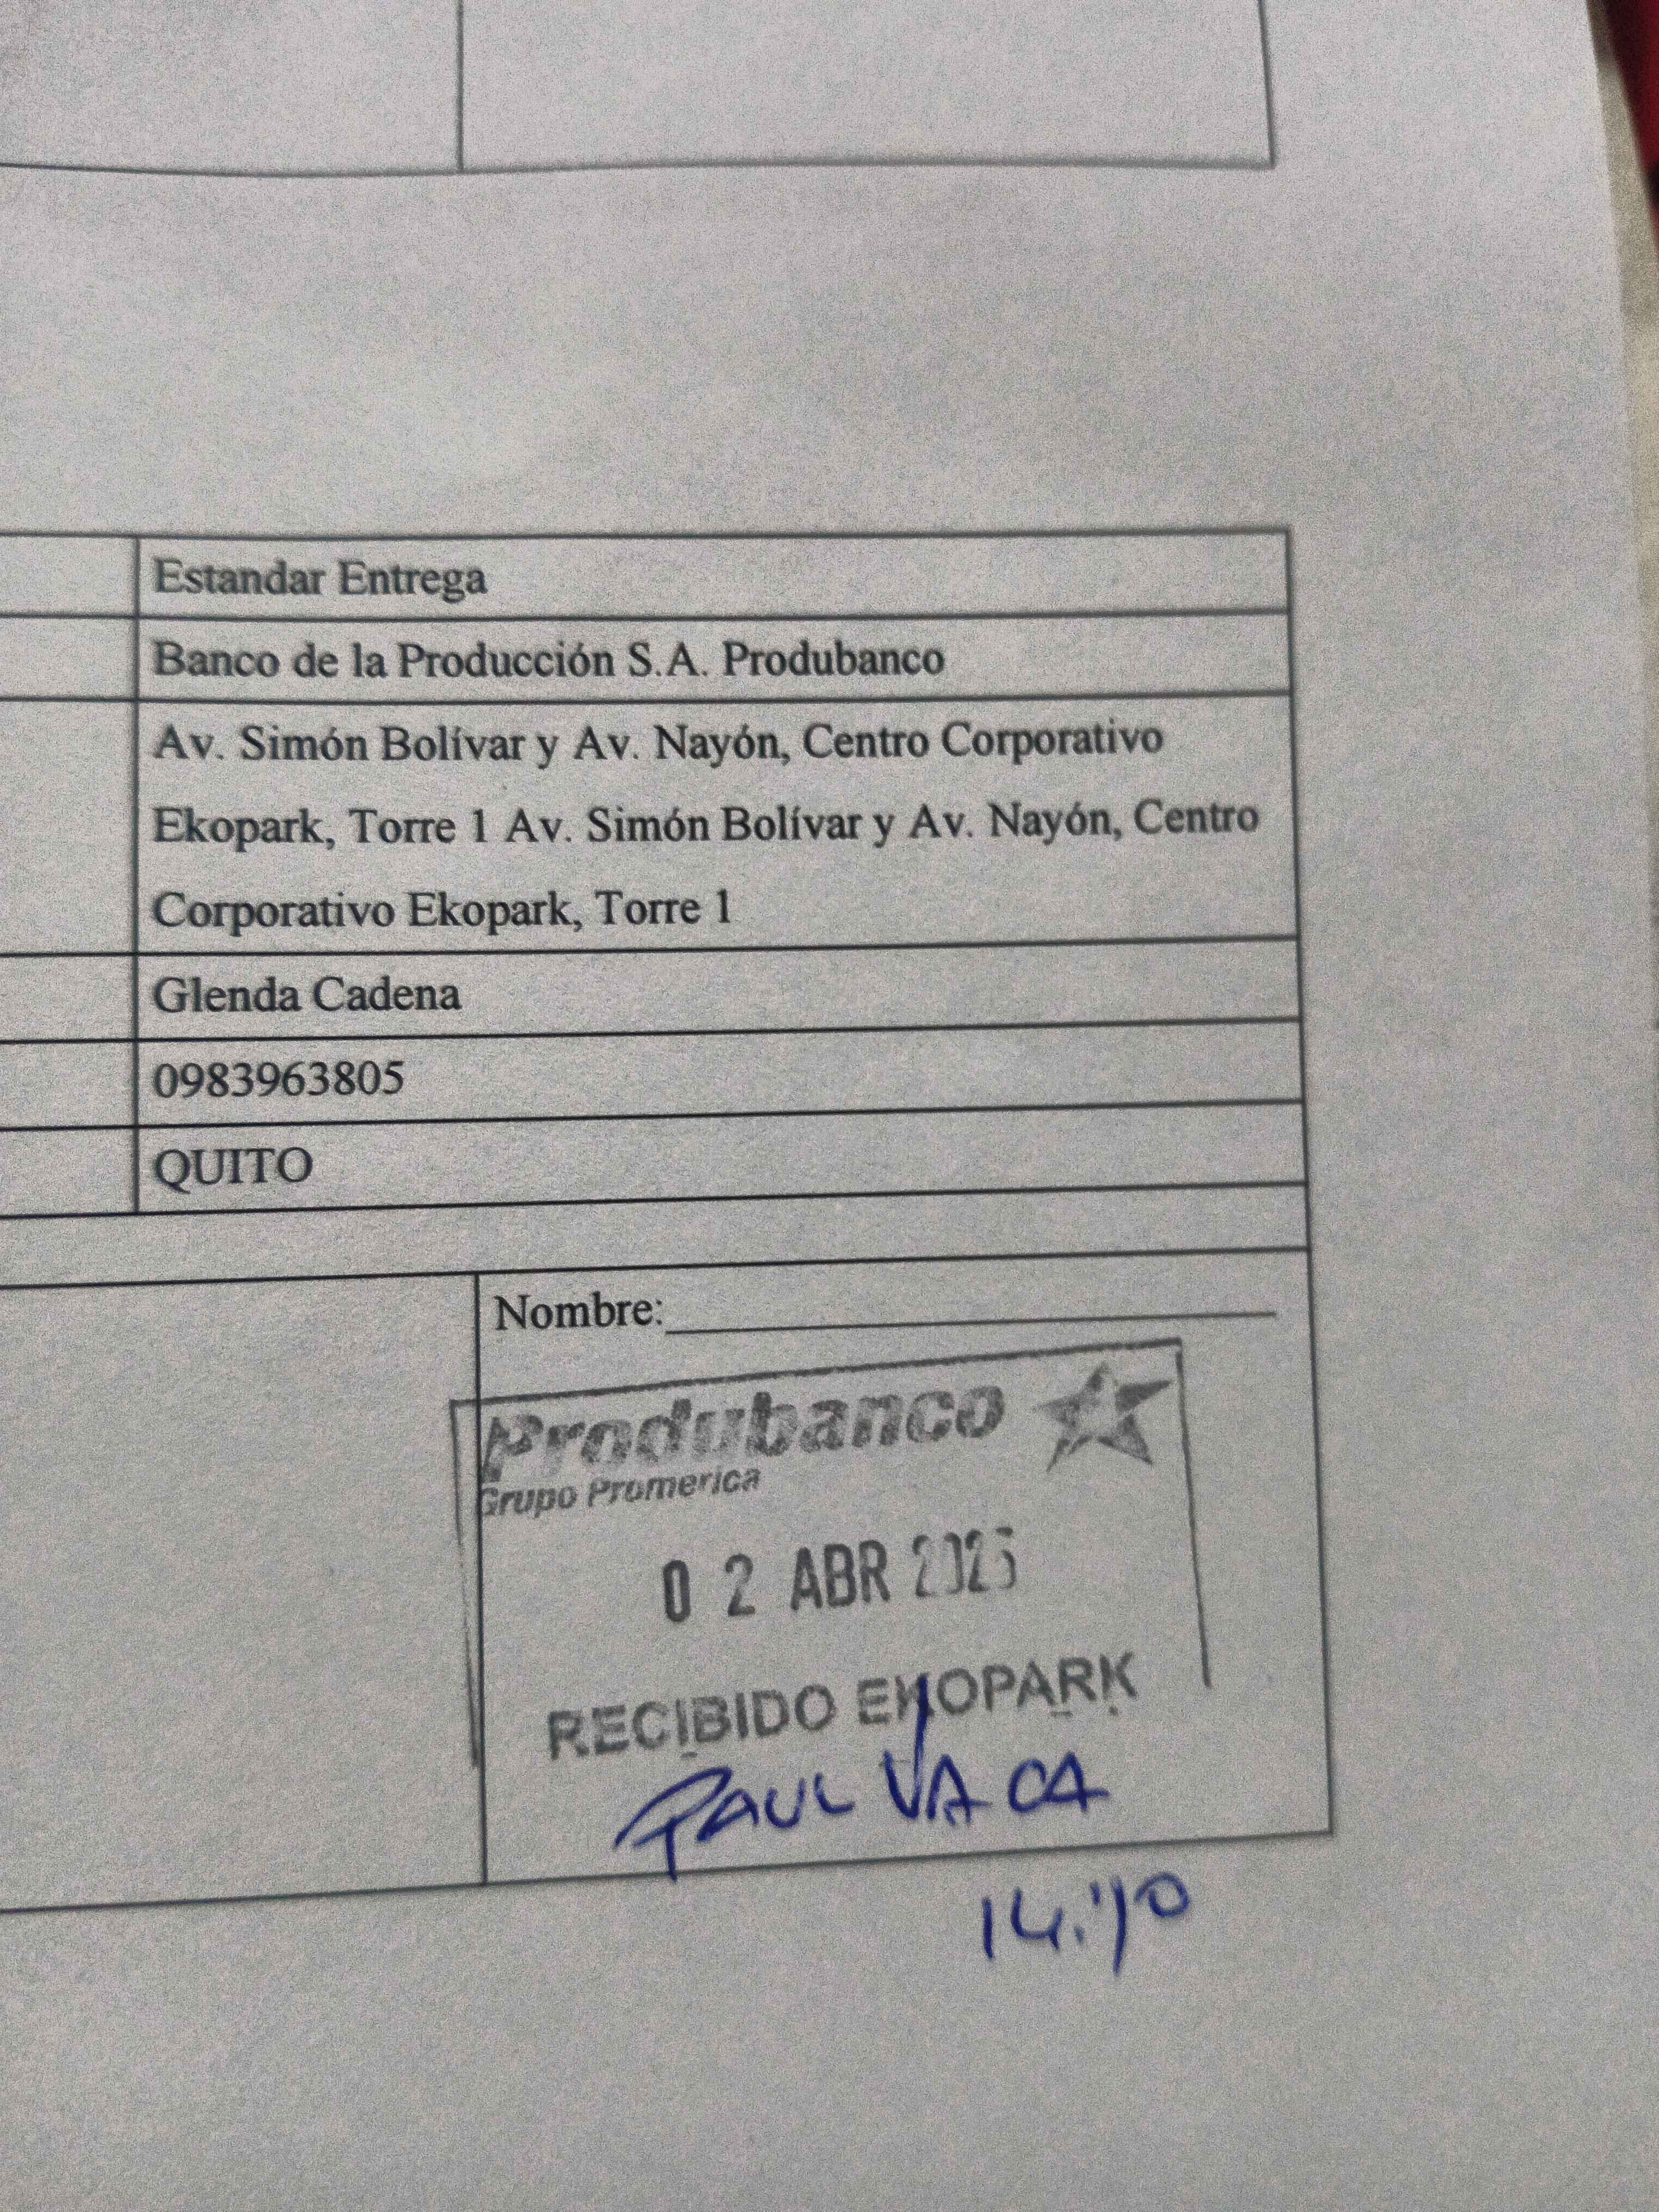 Estandar Entrega
Banco de la Producción S.A. Produbanco
Av. Simón Bolívar y Av. Nayón, Centro Corporativo
Ekopark, Torre 1 Av. Simón Bolívar y Av. Nayón, Centro
Corporativo Ekopark, Torre 1
Glenda Cadena
0983963805
QUITO
Nombre:
Produbanco
Grupo Promerica
02 ABR 2025
RECIBIDO EKOPARK
PAUL VACA
14:10